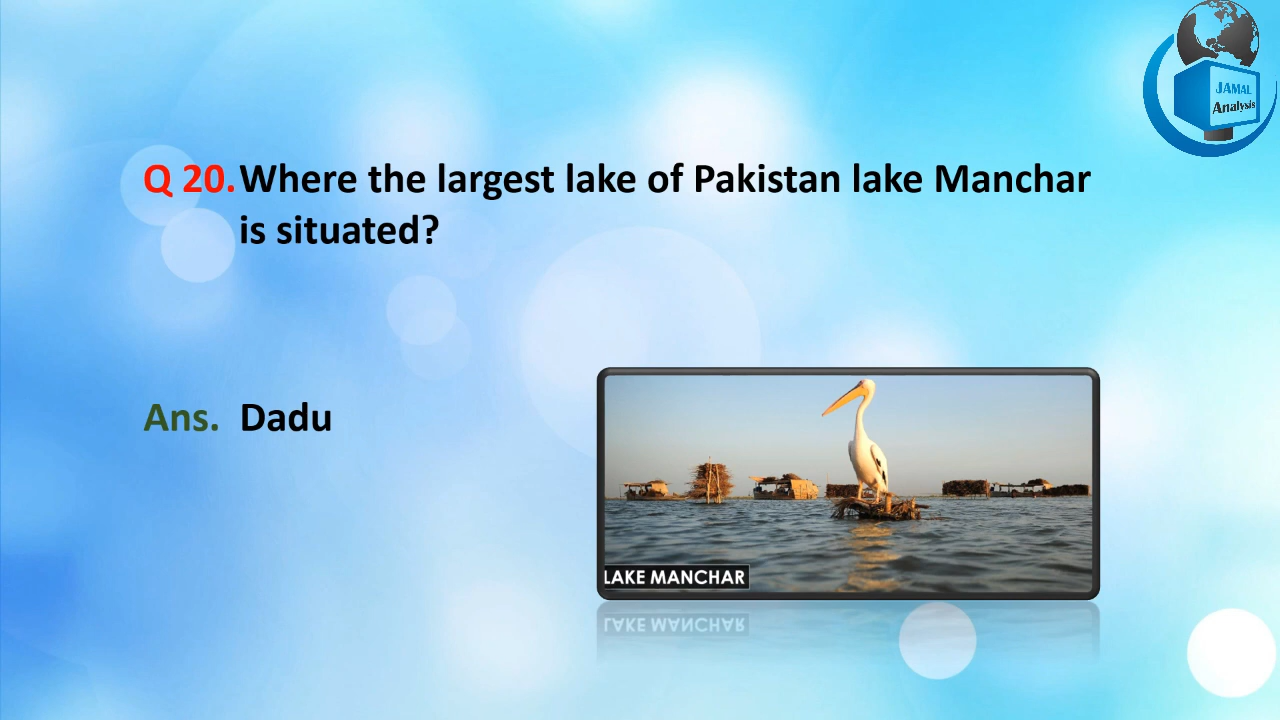 JAMAL
Analysis
Q 20. Where the largest lake of Pakistan lake Manchar
is situated?
Ans. Dadu
LAKE MANCHAR